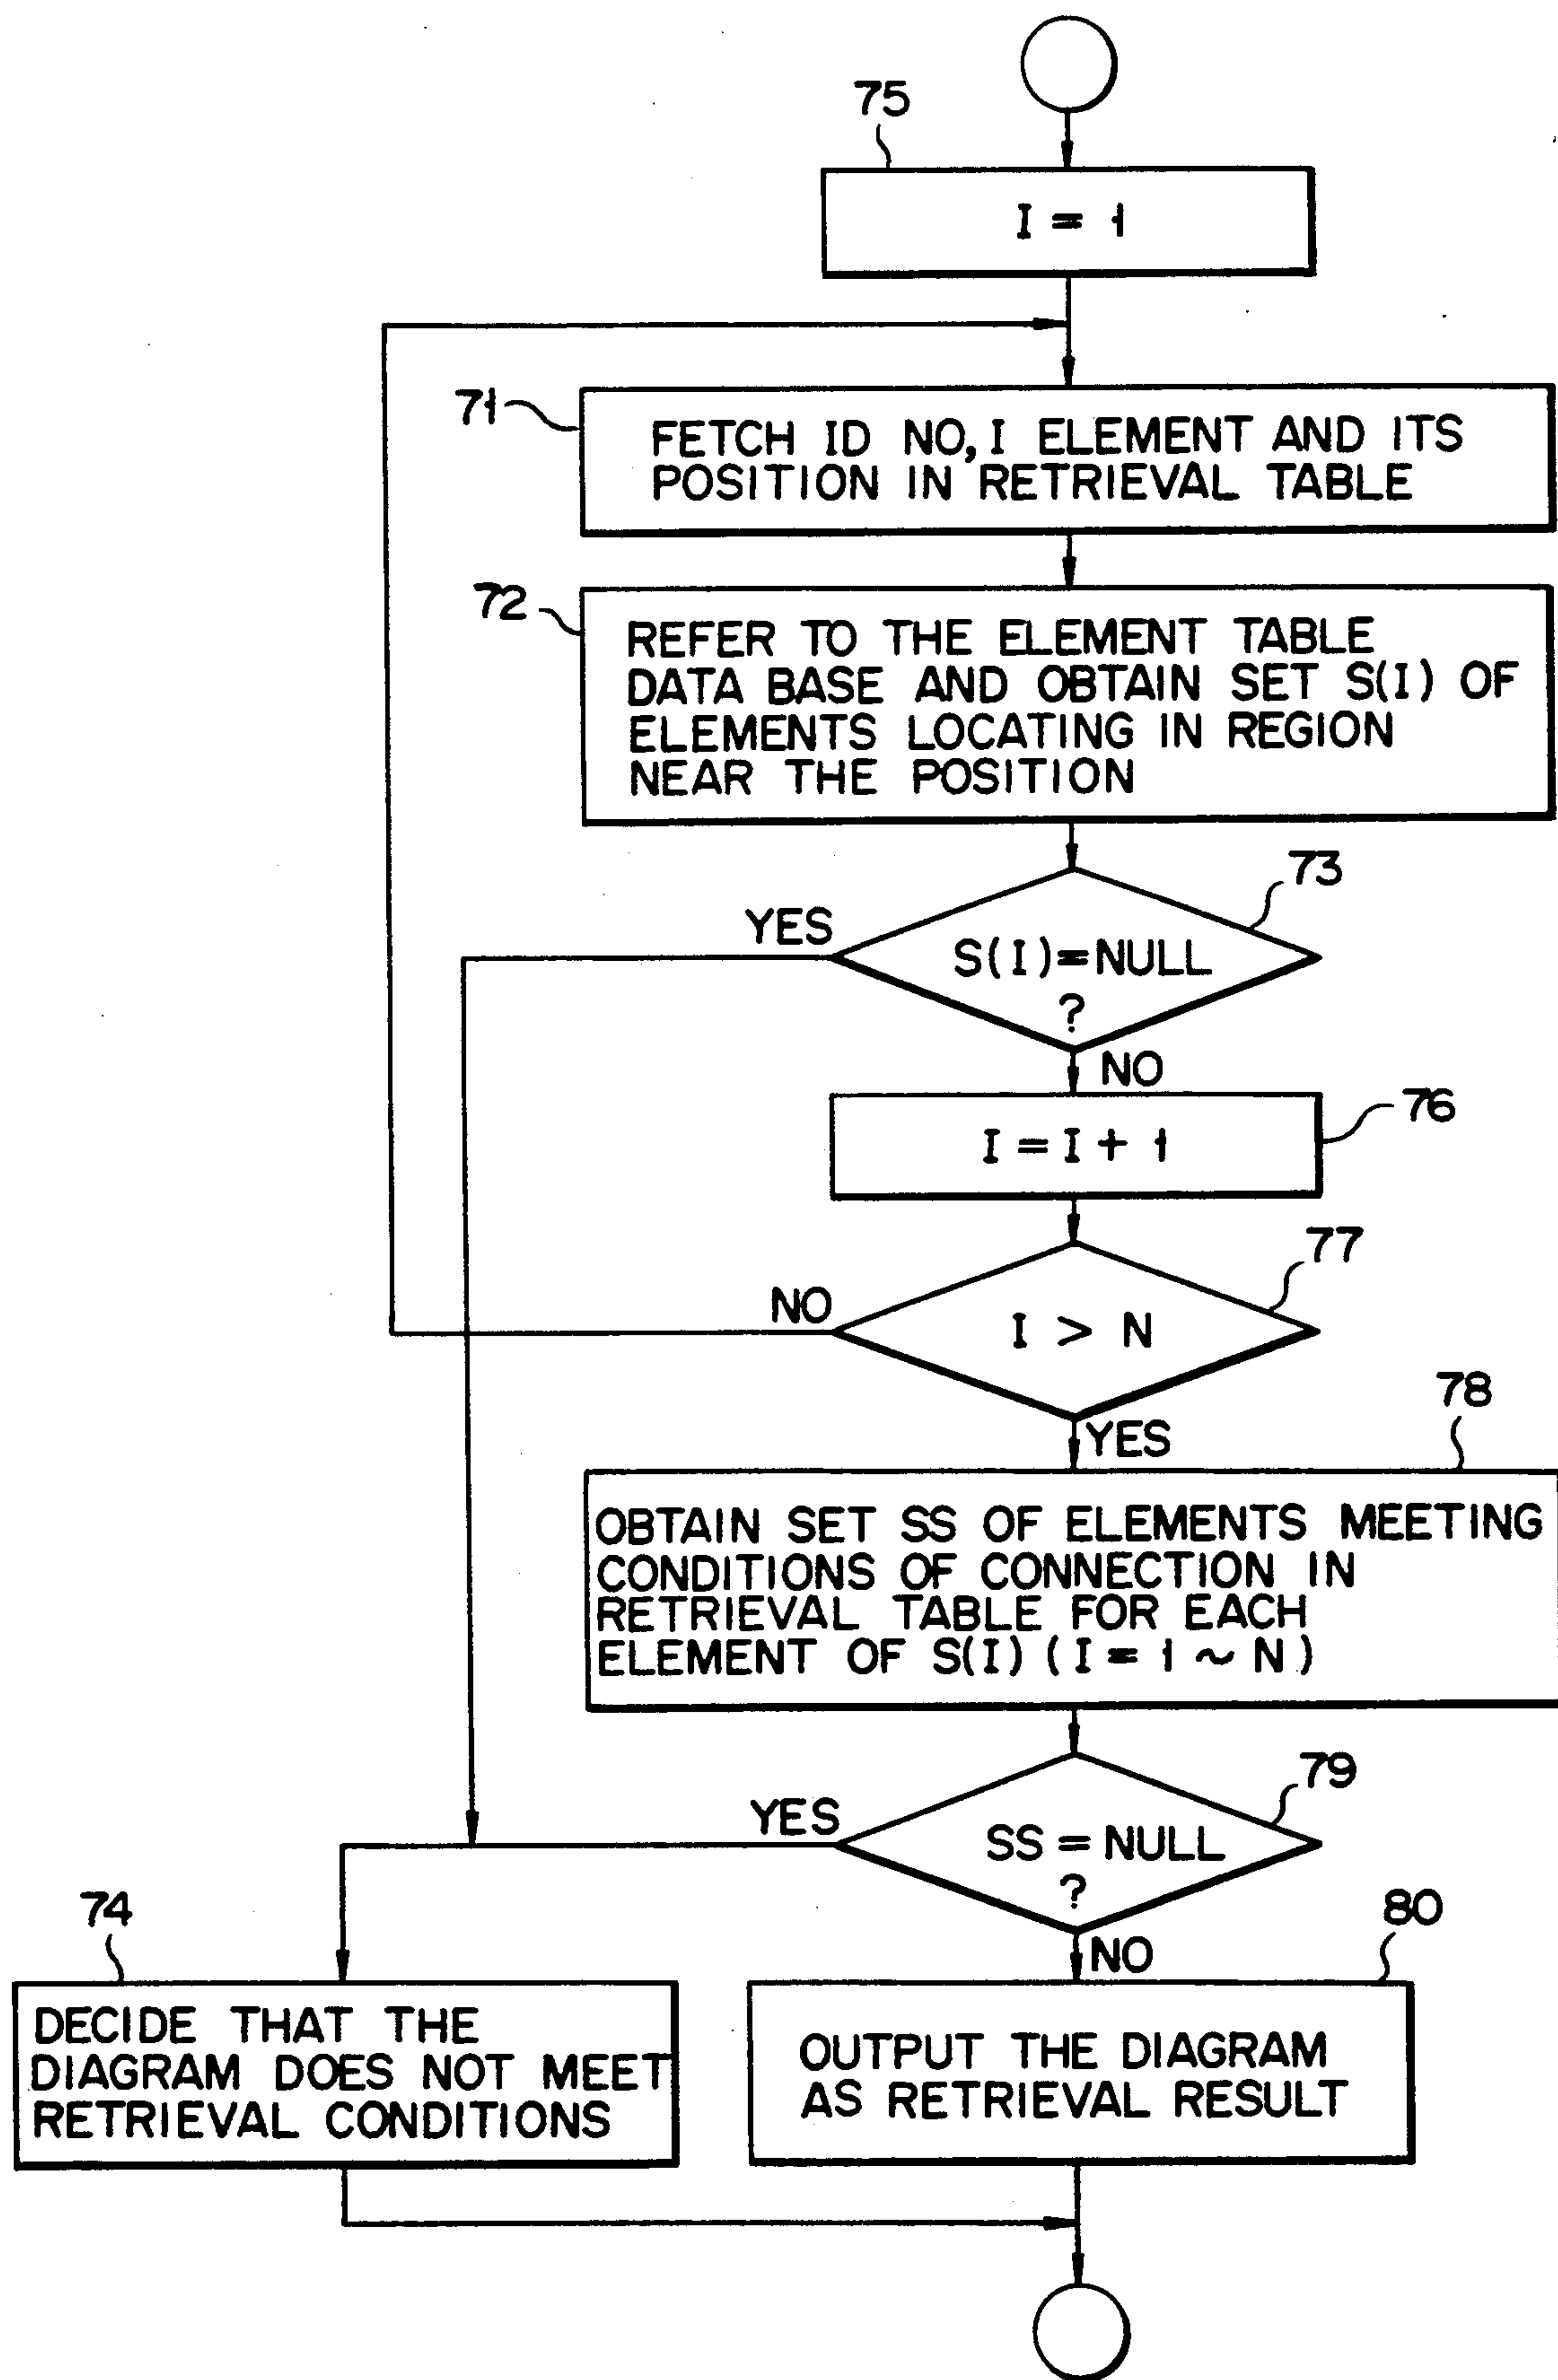 75
I = 1
71
FETCH ID NO, I ELEMENT AND ITS
POSITION IN RETRIEVAL TABLE
72
REFER TO THE ELEMENT TABLE
DATA BASE AND OBTAIN SET S(I) OF
ELEMENTS LOCATING IN REGION
NEAR THE POSITION
73
YES
S(I)=NULL
?
NO
76
I = I + 1
77
NO
I > N
78
YES
OBTAIN SET SS OF ELEMENTS MEETING
CONDITIONS OF CONNECTION IN
RETRIEVAL TABLE FOR EACH
ELEMENT OF S(I) ( I = 1 ~ N )
79
YES
SS = NULL
?
74
80
NO
DECIDE THAT THE
DIAGRAM DOES NOT MEET
RETRIEVAL CONDITIONS
OUTPUT THE DIAGRAM
AS RETRIEVAL RESULT